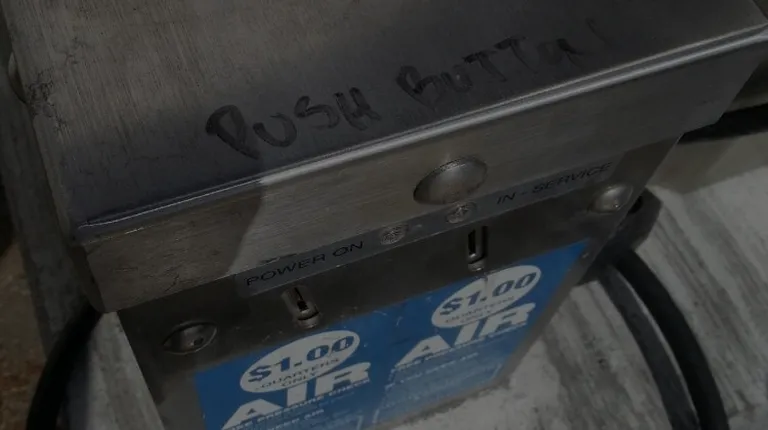 PUSH BUTTON
POWER ON
IN-SERVICE
$1.00
QUARTERS
ONLY
AIR
$1.00
QUARTERS
ONLY
AIR